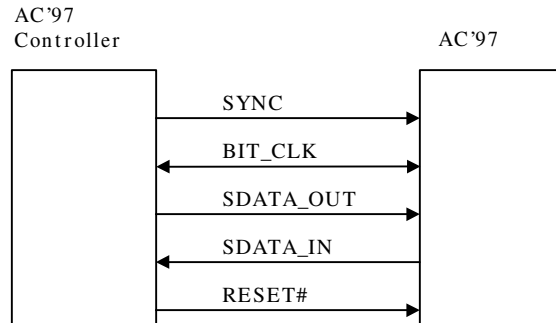 AC’97
Controller
AC’97
SYNC
BIT_CLK
SDATA_OUT
SDATA_IN
RESET#